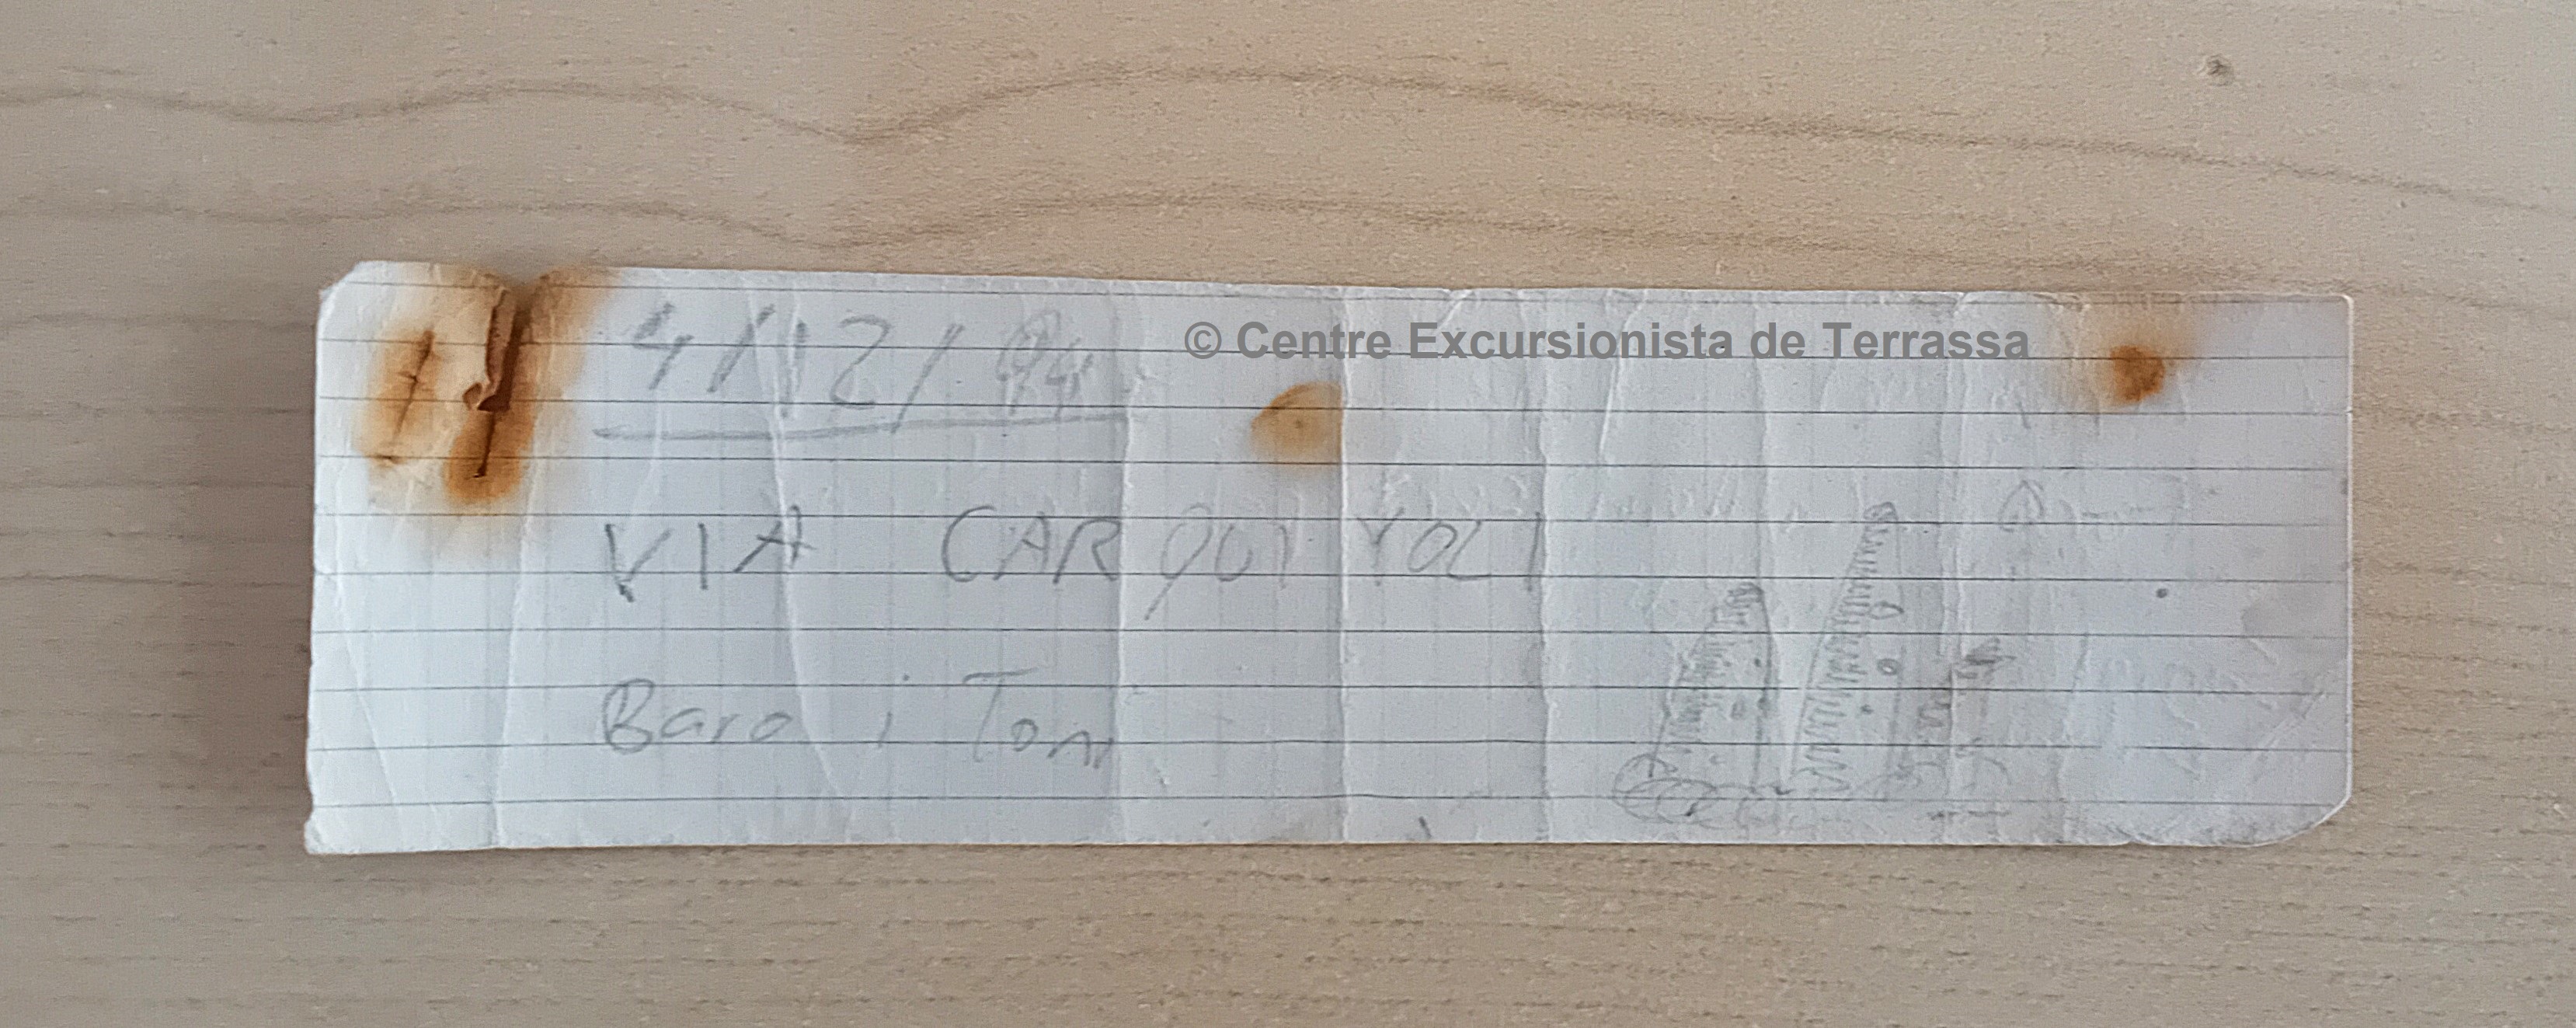 4/12/94
© Centre Excursionista de Terrassa
VIA CARQUIYOLI
Bara i Toni